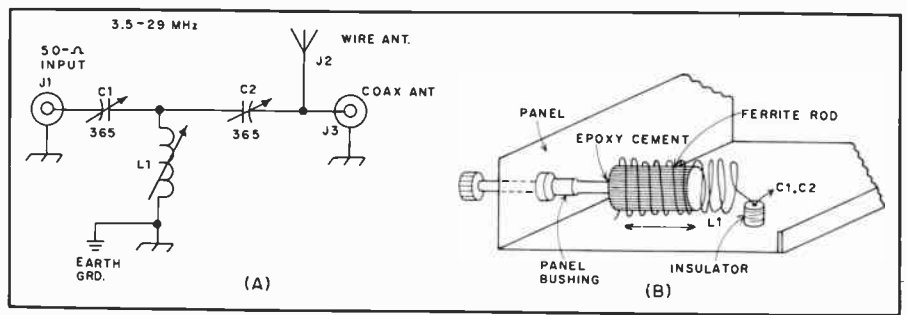 3.5-29 MHz
50-Ω
INPUT
J1
C1
365
C2
365
WIRE ANT.
J2
COAX ANT
J3
L1
EARTH
GRD.
(A)
PANEL
EPOXY CEMENT
FERRITE ROD
C1,C2
L1
PANEL
BUSHING
INSULATOR
(B)